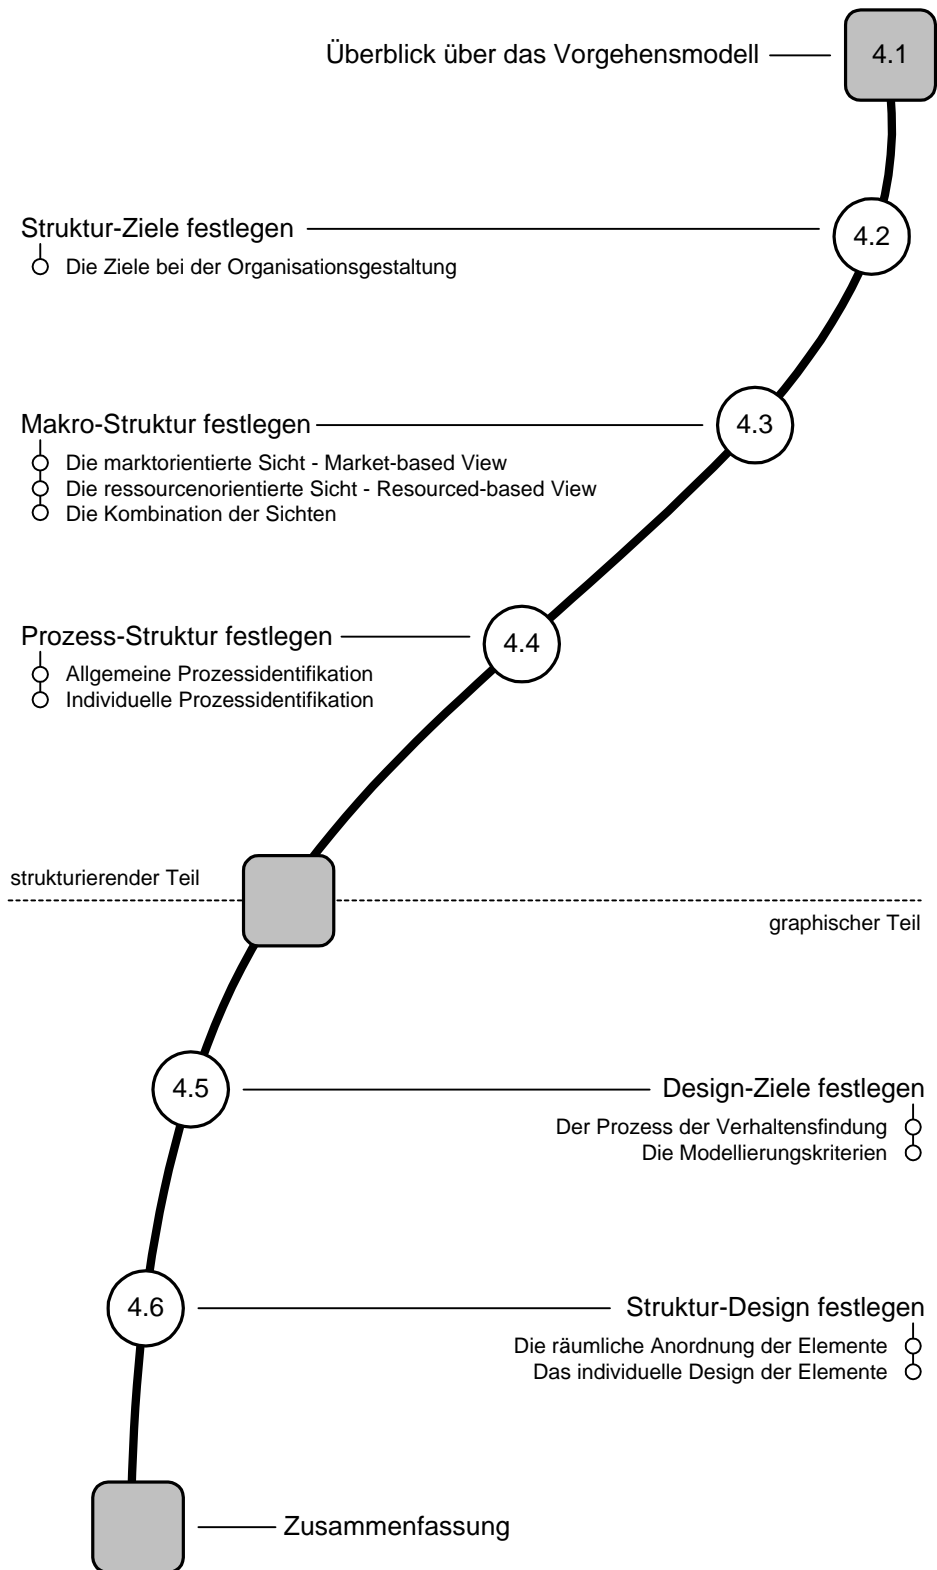 Überblick über das Vorgehensmodell
4.1
Struktur-Ziele festlegen
4.2
Die Ziele bei der Organisationsgestaltung
Makro-Struktur festlegen
4.3
Die marktorientierte Sicht - Market-based View
Die ressourcenorientierte Sicht - Resourced-based View
Die Kombination der Sichten
Prozess-Struktur festlegen
4.4
Allgemeine Prozessidentifikation
Individuelle Prozessidentifikation
strukturierender Teil
graphischer Teil
4.5
Design-Ziele festlegen
Der Prozess der Verhaltensfindung
Die Modellierungskriterien
4.6
Struktur-Design festlegen
Die räumliche Anordnung der Elemente
Das individuelle Design der Elemente
Zusammenfassung